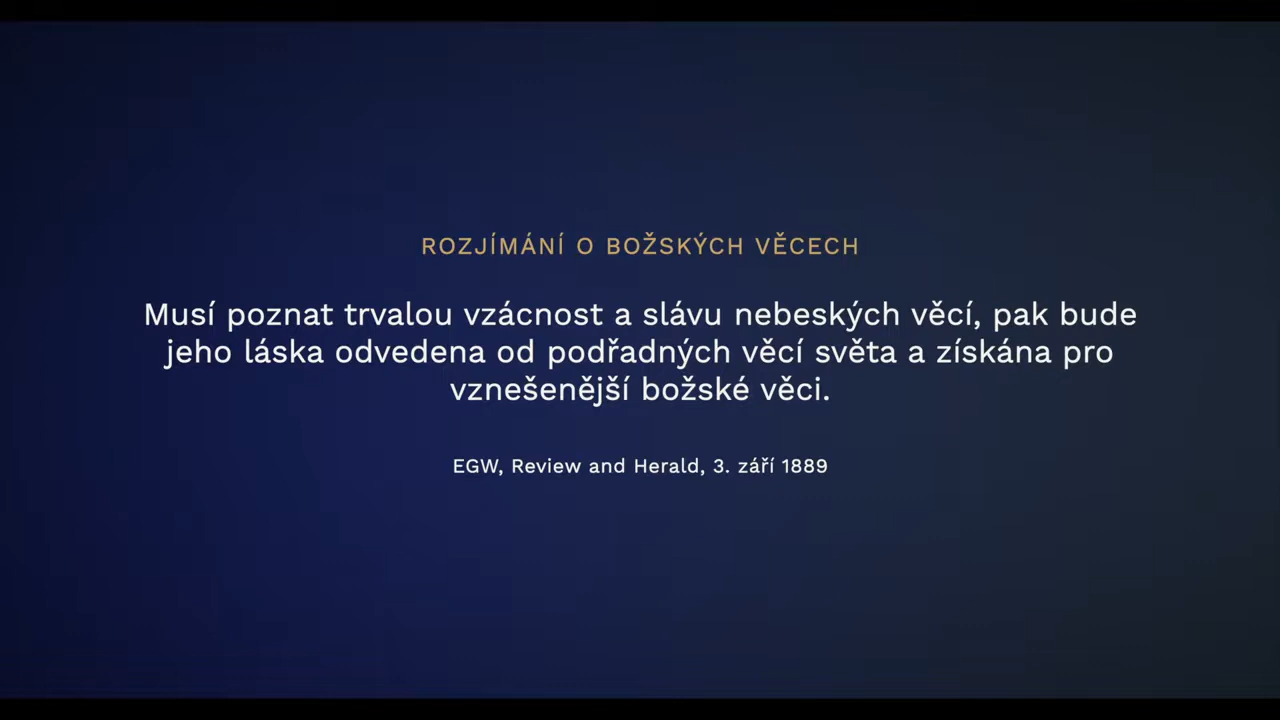 ROZJÍMÁNÍ O BOŽSKÝCH VĚCECH
Musí poznat trvalou vzácnost a slávu nebeských věcí, pak bude
jeho láska odvedena od podřadných věcí světa a získána pro
vznešenější božské věci.
EGW, Review and Herald, 3. září 1889